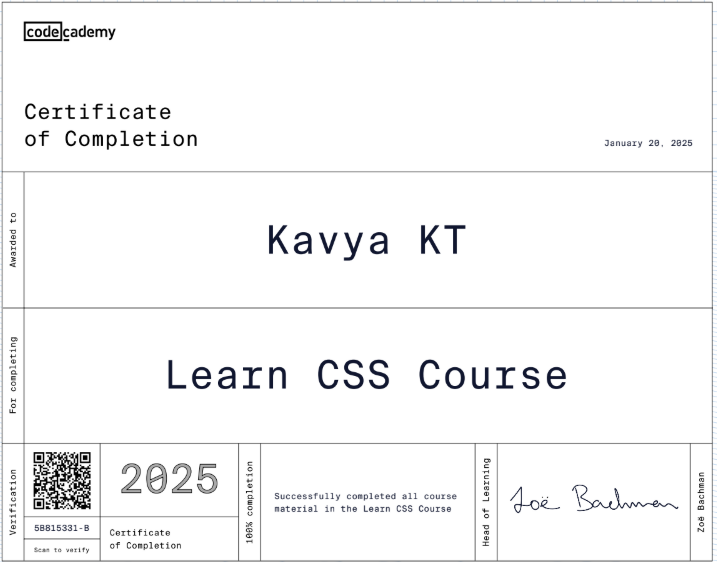 codecademy
Certificate
of Completion
January 20, 2025
Awarded to
Kavya KT
For completing
Learn CSS Course
Verification
5B815331-B
Scan to verify
2025
Certificate
of Completion
100% completion
Successfully completed all course
material in the Learn CSS Course
Head of Learning
Zoë Bachman
Zoë Bachman